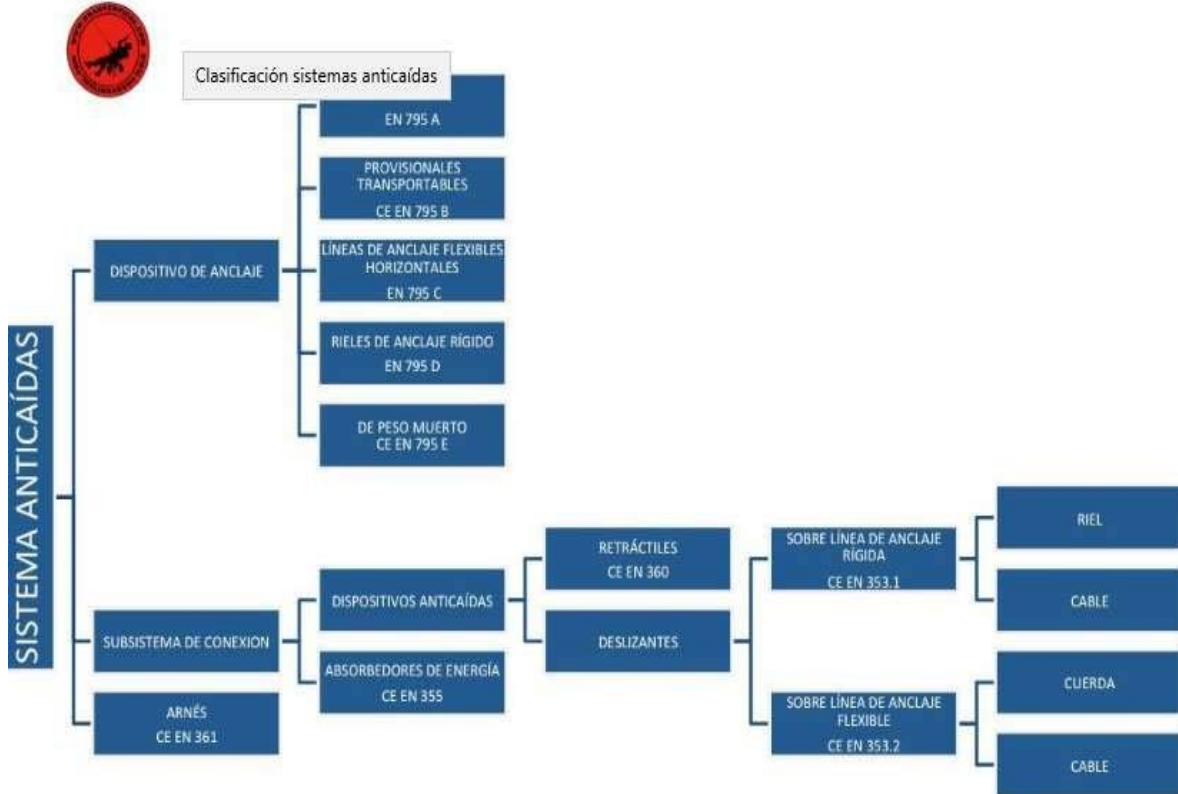 Clasificación sistemas anticaídas
SISTEMA ANTICAÍDAS
DISPOSITIVO DE ANCLAJE
EN 795 A
PROVISIONALES
TRANSPORTABLES
CE EN 795 B
LÍNEAS DE ANCLAJE FLEXIBLES
HORIZONTALES
EN 795 C
RIELES DE ANCLAJE RÍGIDO
EN 795 D
DE PESO MUERTO
CE EN 795 E
SUBSISTEMA DE CONEXION
DISPOSITIVOS ANTICAÍDAS
RETRÁCTILES
CE EN 360
DESLIZANTES
SOBRE LÍNEA DE ANCLAJE
RÍGIDA
CE EN 353.1
RIEL
CABLE
SOBRE LÍNEA DE ANCLAJE
FLEXIBLE
CE EN 353.2
CUERDA
CABLE
ABSORBEDORES DE ENERGÍA
CE EN 355
ARNÉS
CE EN 361